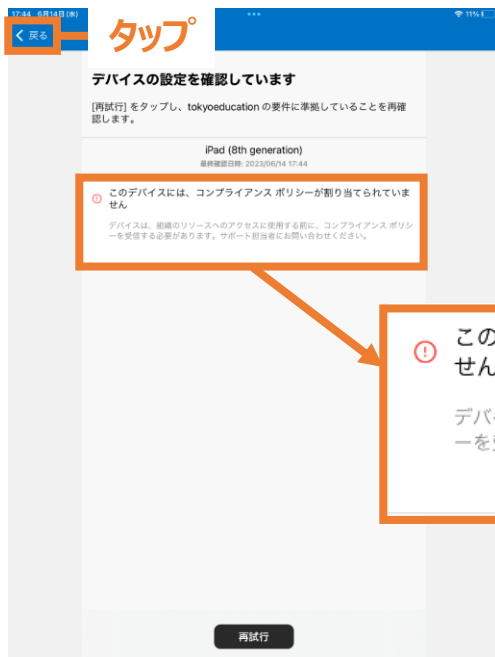 17:44 6月14日(水)
11%
戻る
タップ
デバイスの設定を確認しています
[再試行] をタップし、tokyoeducation の要件に準拠していることを再確
認します。
iPad (8th generation)
最終確認日時: 2023/06/14 17:44
このデバイスには、コンプライアンス ポリシーが割り当てられていま
せん
デバイスは、組織のリソースへのアクセスに使用する前に、コンプライアンス ポリシ
ーを受信する必要があります。サポート担当者にお問い合わせください。
この
せん
デバ
ーを
再試行